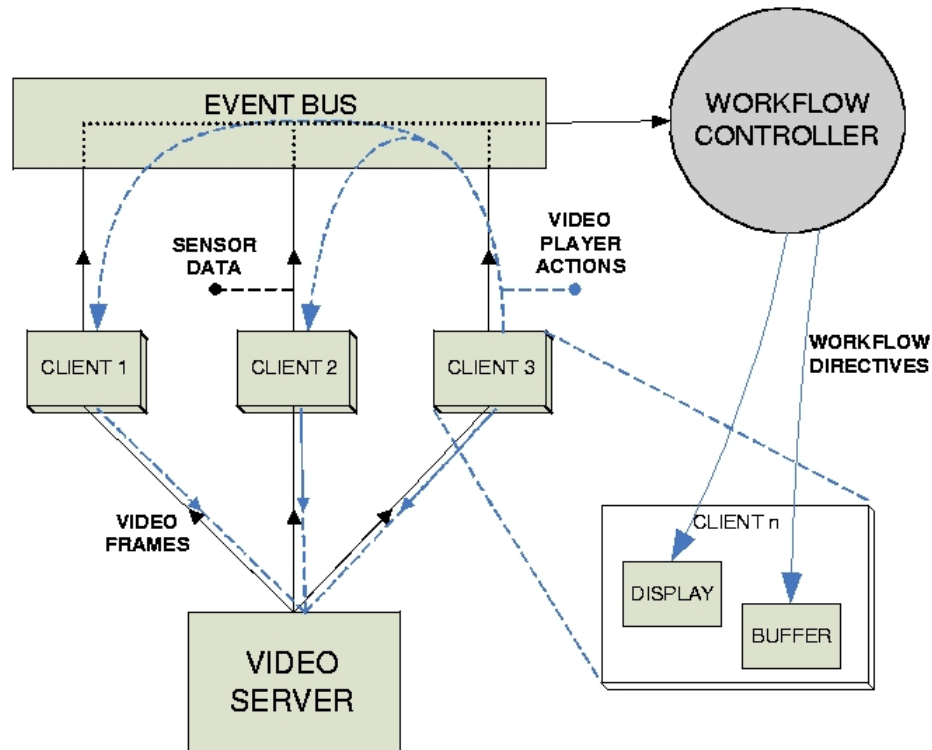 EVENT BUS
WORKFLOW
CONTROLLER
SENSOR
DATA
VIDEO
PLAYER
ACTIONS
CLIENT 1
CLIENT 2
CLIENT 3
WORKFLOW
DIRECTIVES
VIDEO
FRAMES
CLIENT n
DISPLAY
BUFFER
VIDEO
SERVER